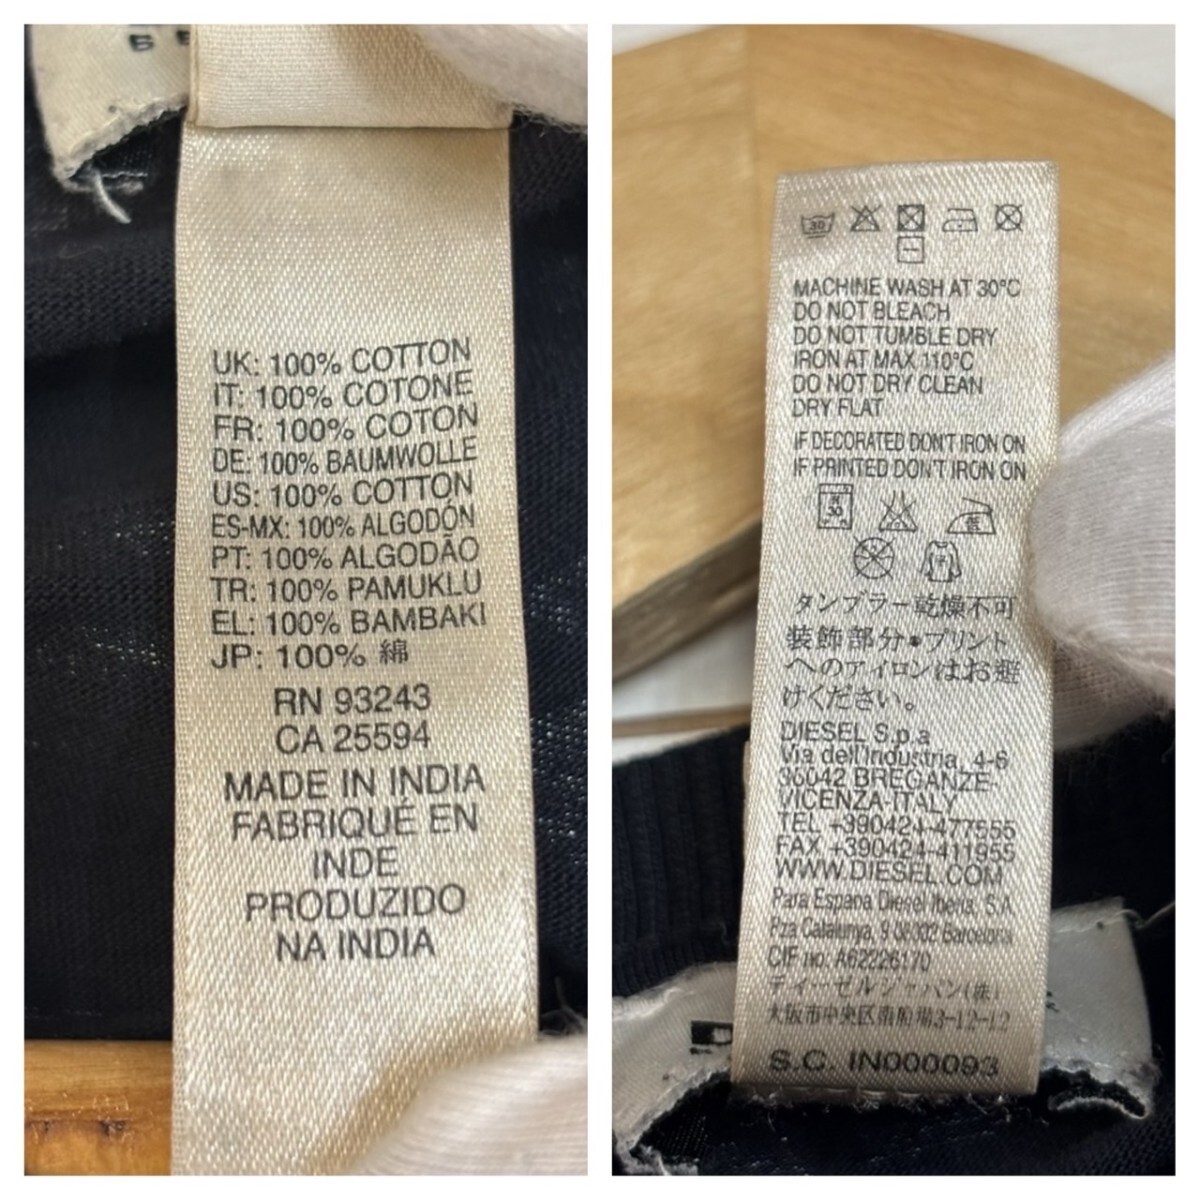 UK: 100% COTTON
IT: 100% COTONE
FR: 100% COTON
DE: 100% BAUMWOLLE
US: 100% COTTON
ES-MX: 100% ALGODÓN
PT: 100% ALGODÃO
TR: 100% PAMUKLU
EL: 100% BAMBAKI
JP: 100% 綿
RN 93243
CA 25594
MADE IN INDIA
FABRIQUÉ EN
INDE
PRODUZIDO
NA INDIA
30
MACHINE WASH AT 30°C
DO NOT BLEACH
DO NOT TUMBLE DRY
IRON AT MAX 110°C
DO NOT DRY CLEAN
DRY FLAT
IF DECORATED DON'T IRON ON
IF PRINTED DON'T IRON ON
30
低
タンブラー乾燥不可
装飾部分・プリント
へのアイロンはお避
けください。
DIESEL S.p.a
Via dell'Industria, 4-6
36042 BREGANZE-
VICENZA-ITALY
TEL +390424-477555
FAX +390424-411955
WWW.DIESEL.COM
Para Espana Diesel Iberia, S.A
Pza Catalunya, 9 08002 Barcelona
CIF no: A62226170
ディーゼルジャパン(株)
大阪市中央区南船場3-12-12
S.C. IN000093